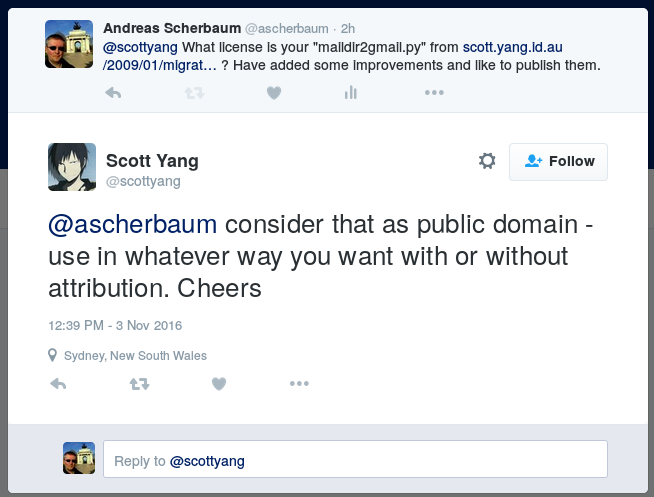 Andreas Scherbaum @ascherbaum · 2h
@scottyang What license is your "maildir2gmail.py" from scott.yang.id.au
/2009/01/migrat… ? Have added some improvements and like to publish them.
Scott Yang
@scottyang
Follow
@ascherbaum consider that as public domain -
use in whatever way you want with or without
attribution. Cheers
12:39 PM - 3 Nov 2016
Sydney, New South Wales
Reply to @scottyang